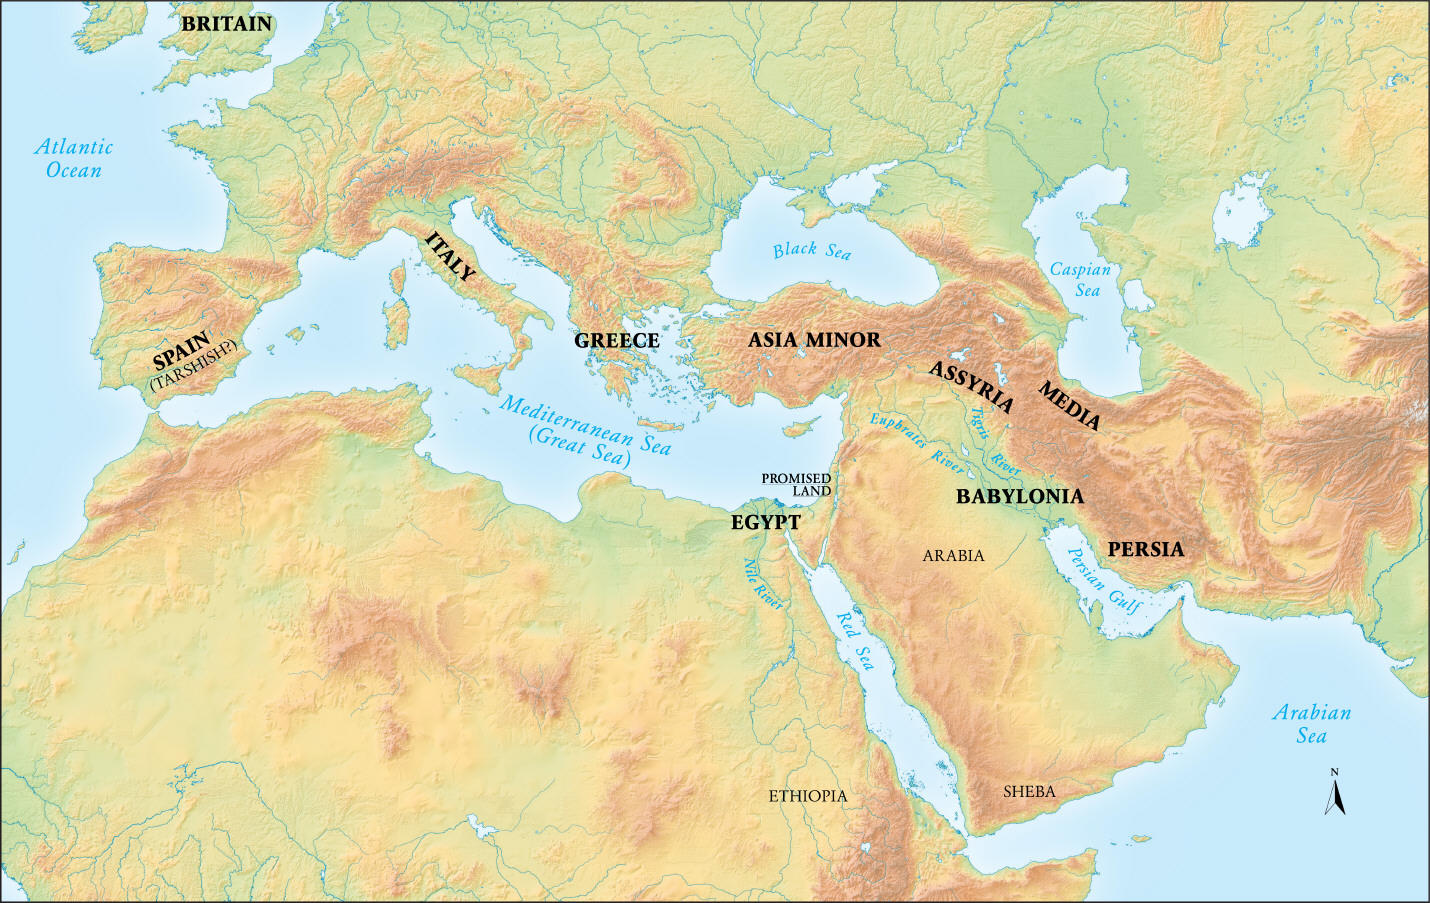 BRITAIN
Atlantic
Ocean
ITALY
Black Sea
Caspian
Sea
SPAIN
(TARSHISH?)
GREECE
ASIA MINOR
ASSYRIA
MEDIA
Mediterranean Sea
(Great Sea)
Euphrates River
Tigris River
PROMISED
LAND
BABYLONIA
EGYPT
PERSIA
ARABIA
Nile River
Persian Gulf
Red Sea
Arabian
Sea
N
ETHIOPIA
SHEBA